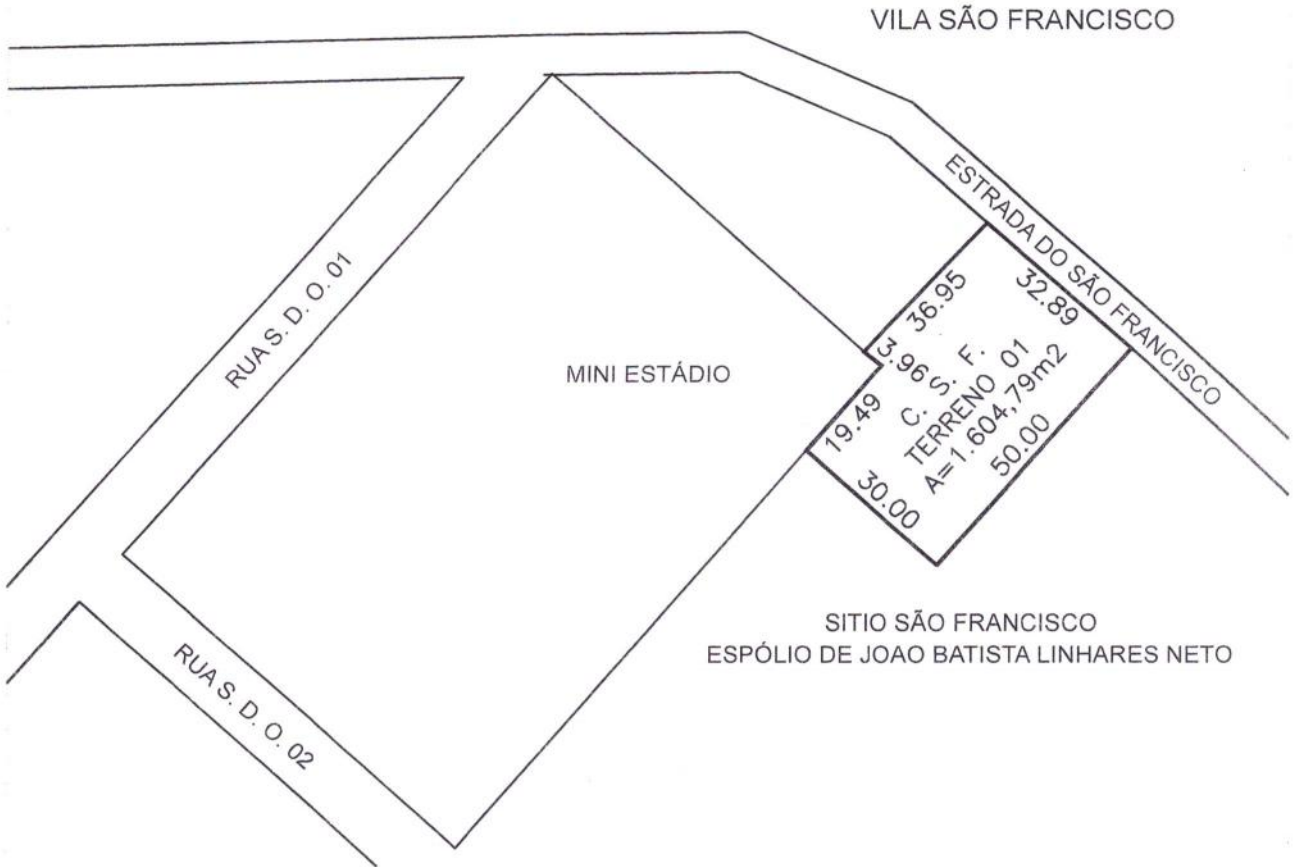 VILA SÃO FRANCISCO
ESTRADA DO SÃO FRANCISCO
RUA S. D. O. 01
MINI ESTÁDIO
36.95
32.89
3.96
C. S. F.
TERRENO 01
A=1.604,79m2
19.49
50.00
30.00
SITIO SÃO FRANCISCO
ESPÓLIO DE JOAO BATISTA LINHARES NETO
RUA S. D. O. 02